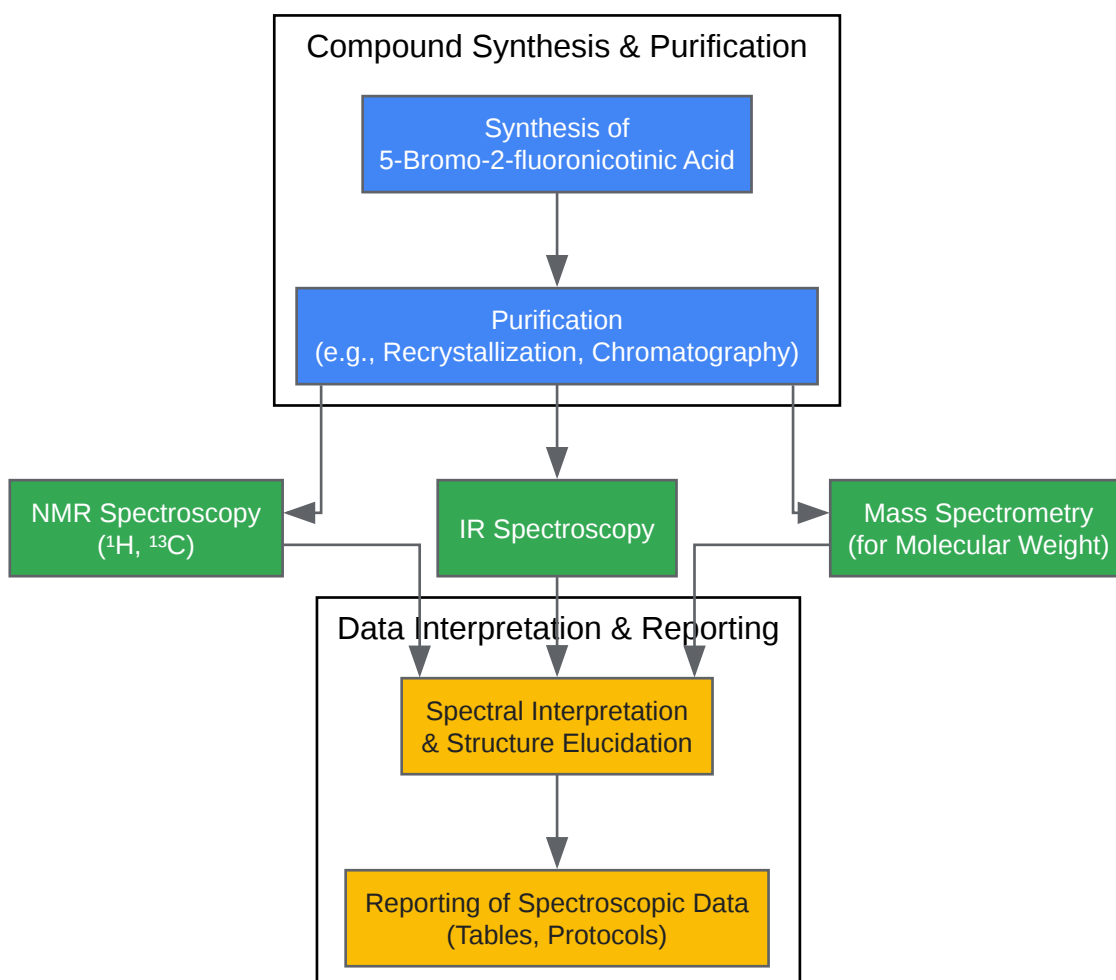 Compound Synthesis & Purification
Synthesis of
5-Bromo-2-fluoronicotinic Acid
Purification
(e.g., Recrystallization, Chromatography)
NMR Spectroscopy
(¹H, ¹³C)
IR Spectroscopy
Mass Spectrometry
(for Molecular Weight)
Data Interpretation & Reporting
Spectral Interpretation
& Structure Elucidation
Reporting of Spectroscopic Data
(Tables, Protocols)